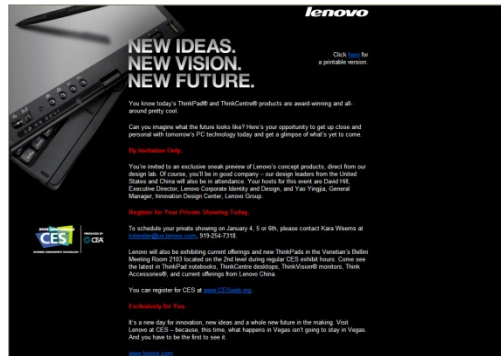 lenovo
NEW IDEAS.
NEW VISION.
NEW FUTURE.
Click here for
a printable version.
You know today's ThinkPad® and ThinkCentre® products are award-winning and all-
around pretty cool.
Can you imagine what the future looks like? Here's your opportunity to get up close and
personal with tomorrow's PC technology today and get a glimpse of what's yet to come.
By Invitation Only.
You're invited to an exclusive sneak preview of Lenovo's concept products, direct from our
design lab. Of course, you'll be in good company – our design leaders from the United
States and China will also be in attendance. Your hosts for this event are David Hill,
Executive Director, Lenovo Corporate Identity and Design, and Yao Yingjia, General
Manager, Innovation Design Center, Lenovo Group.
Register for Your Private Showing Today.
To schedule your private showing on January 4, 5 or 6th, please contact Kara Weems at
919-254-7318.
CES
PRODUCED BY
CEA
Lenovo will also be exhibiting current offerings and new ThinkPads in the Venetian's Bellini
Meeting Room 2103 located on the 2nd level during regular CES exhibit hours. Come see
the latest in ThinkPad notebooks, ThinkCentre desktops, ThinkVision® monitors, Think
Accessories®, and current offerings from Lenovo China.
You can register for CES at www.CESweb.org.
Exclusively for You.
It's a new day for innovation, new ideas and a whole new future in the making. Visit
Lenovo at CES – because, this time, what happens in Vegas isn't going to stay in Vegas.
And you have to be the first to see it.
www.lenovo.com